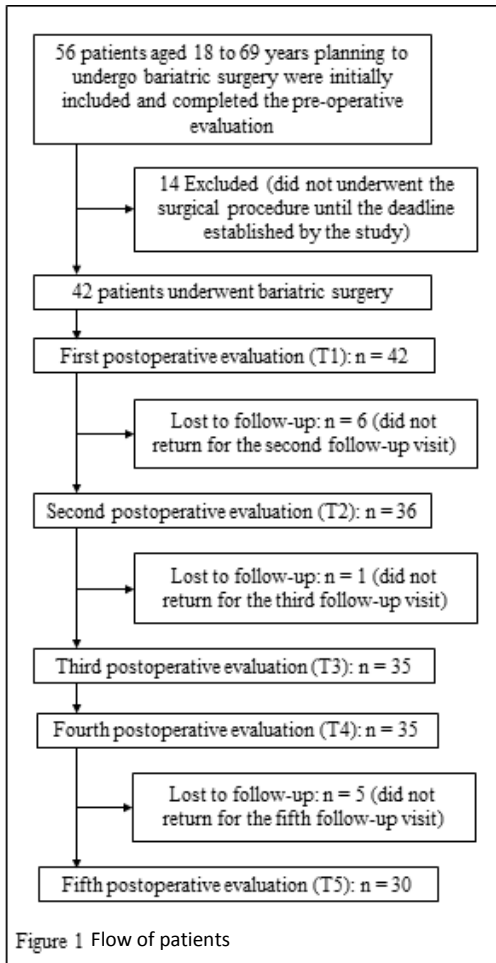 56 patients aged 18 to 69 years planning to
undergo bariatric surgery were initially
included and completed the pre-operative
evaluation
14 Excluded (did not underwent the
surgical procedure until the deadline
established by the study)
42 patients underwent bariatric surgery
First postoperative evaluation (T1): n = 42
Lost to follow-up: n = 6 (did not
return for the second follow-up visit)
Second postoperative evaluation (T2): n = 36
Lost to follow-up: n = 1 (did not
return for the third follow-up visit)
Third postoperative evaluation (T3): n = 35
Fourth postoperative evaluation (T4): n = 35
Lost to follow-up: n = 5 (did not
return for the fifth follow-up visit)
Fifth postoperative evaluation (T5): n = 30
Figure 1 Flow of patients